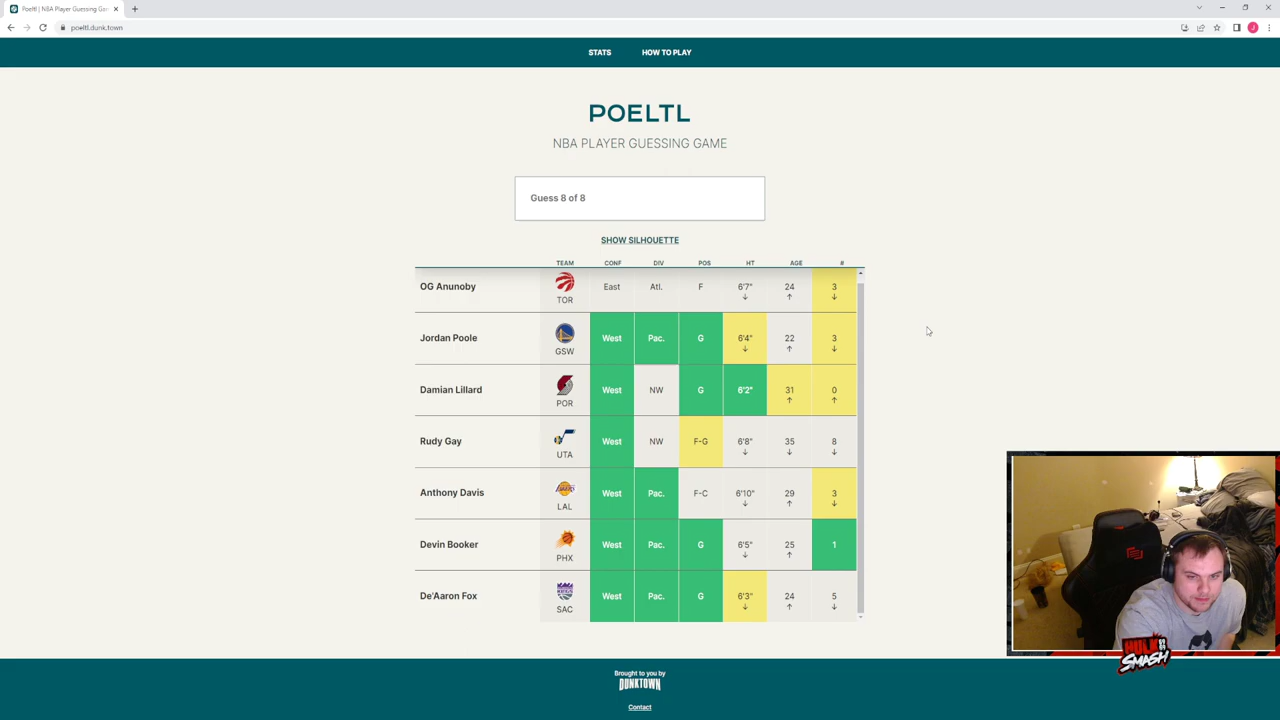 Poeltl | NBA Player Guessing Game
poeltl.dunk.town
STATS HOW TO PLAY
POELTL
NBA PLAYER GUESSING GAME
Guess 8 of 8
SHOW SILHOUETTE
TEAM CONF DIV POS HT AGE #
OG Anunoby TOR East Atl. F 6'7" ↓ 24 ↑ 3 ↓
Jordan Poole GSW West Pac. G 6'4" ↓ 22 ↑ 3 ↓
Damian Lillard POR West NW G 6'2" 31 ↑ 0 ↑
Rudy Gay UTA West NW F-G 6'8" ↓ 35 ↓ 8 ↓
Anthony Davis LAL West Pac. F-C 6'10" ↓ 29 ↑ 3 ↓
Devin Booker PHX West Pac. G 6'5" ↓ 25 ↑ 1
De'Aaron Fox SAC West Pac. G 6'3" ↓ 24 ↑ 5 ↓
HULK
SMASH
Brought to you by
DUNKTOWN
Contact